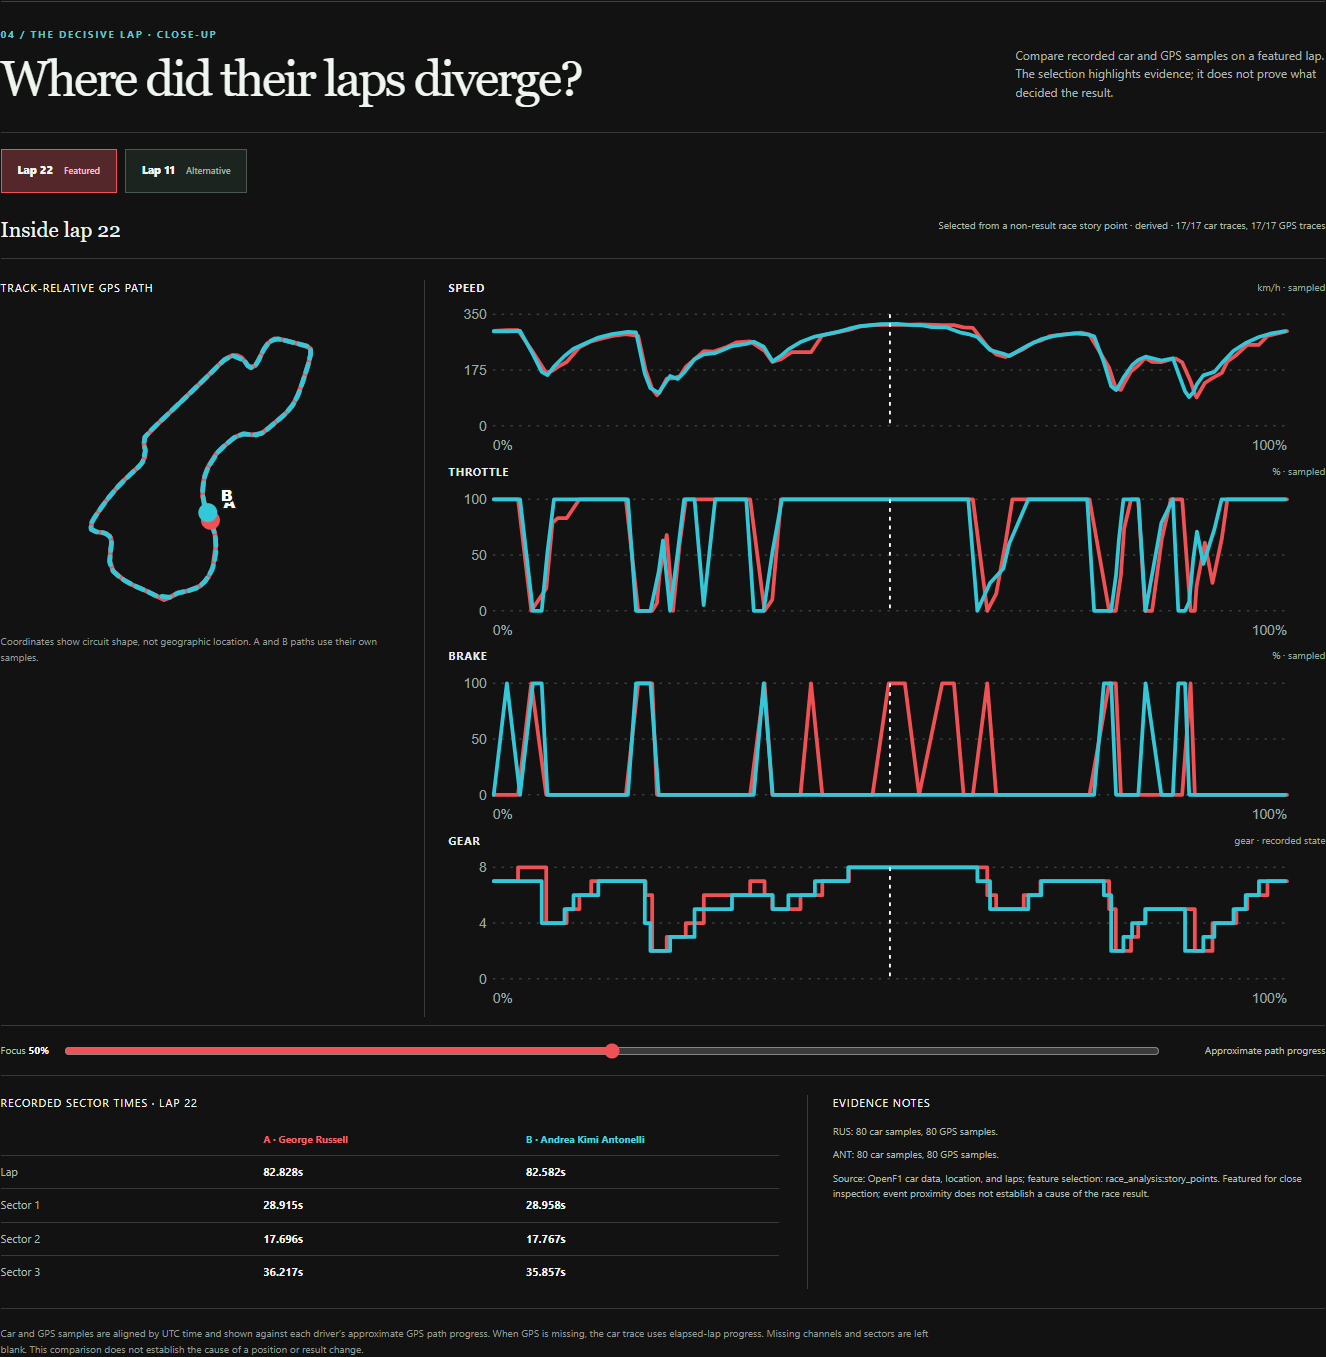 04 / THE DECISIVE LAP · CLOSE-UP
Where did their laps diverge?
Compare recorded car and GPS samples on a featured lap.
The selection highlights evidence; it does not prove what
decided the result.
Lap 22 Featured
Lap 11 Alternative
Inside lap 22
Selected from a non-result race story point · derived · 17/17 car traces, 17/17 GPS traces
TRACK-RELATIVE GPS PATH
B
A
Coordinates show circuit shape, not geographic location. A and B paths use their own
samples.
SPEED
km/h · sampled
350
175
0
0%
100%
THROTTLE
% · sampled
100
50
0
0%
100%
BRAKE
% · sampled
100
50
0
0%
100%
GEAR
gear · recorded state
8
4
0
0%
100%
Focus 50%
Approximate path progress
RECORDED SECTOR TIMES · LAP 22
A · George Russell
B · Andrea Kimi Antonelli
Lap 82.828s 82.582s
Sector 1 28.915s 28.958s
Sector 2 17.696s 17.767s
Sector 3 36.217s 35.857s
EVIDENCE NOTES
RUS: 80 car samples, 80 GPS samples.
ANT: 80 car samples, 80 GPS samples.
Source: OpenF1 car data, location, and laps; feature selection: race_analysis:story_points. Featured for close
inspection; event proximity does not establish a cause of the race result.
Car and GPS samples are aligned by UTC time and shown against each driver's approximate GPS path progress. When GPS is missing, the car trace uses elapsed-lap progress. Missing channels and sectors are left
blank. This comparison does not establish the cause of a position or result change.